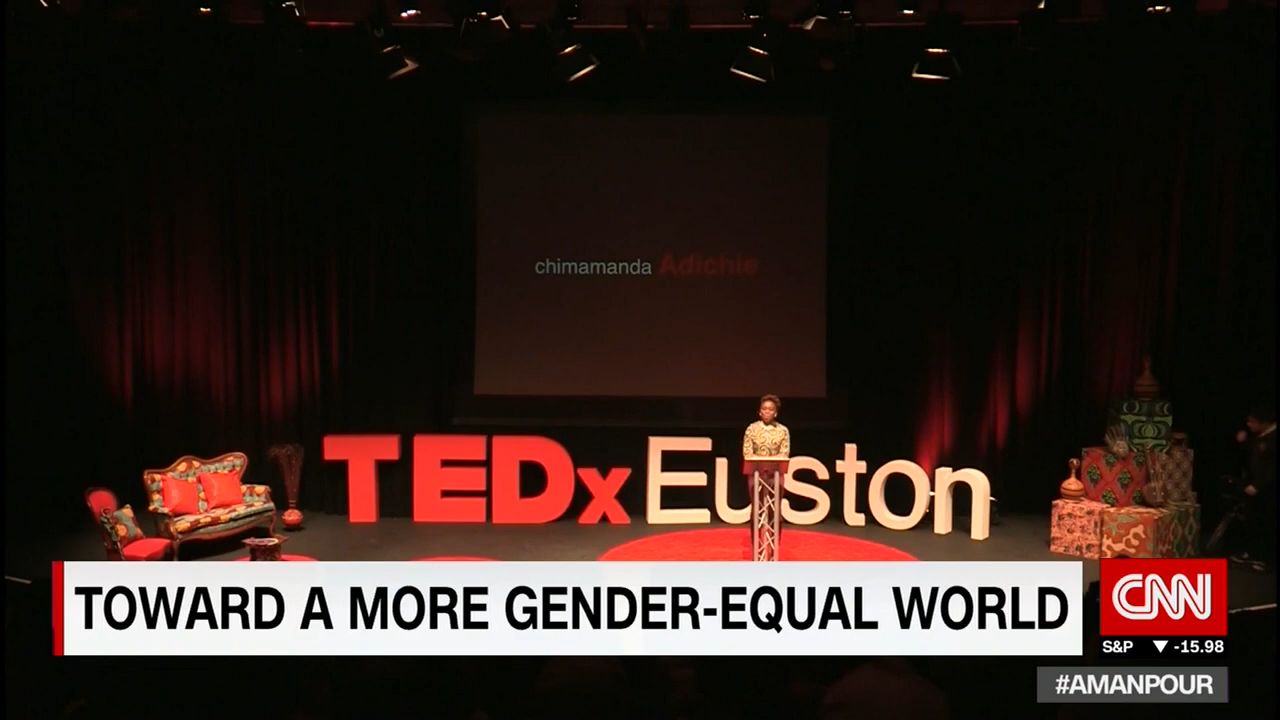 chimamanda Adichie
TEDxEuston
TOWARD A MORE GENDER-EQUAL WORLD
CNN
S&P ▼ -15.98
#AMANPOUR